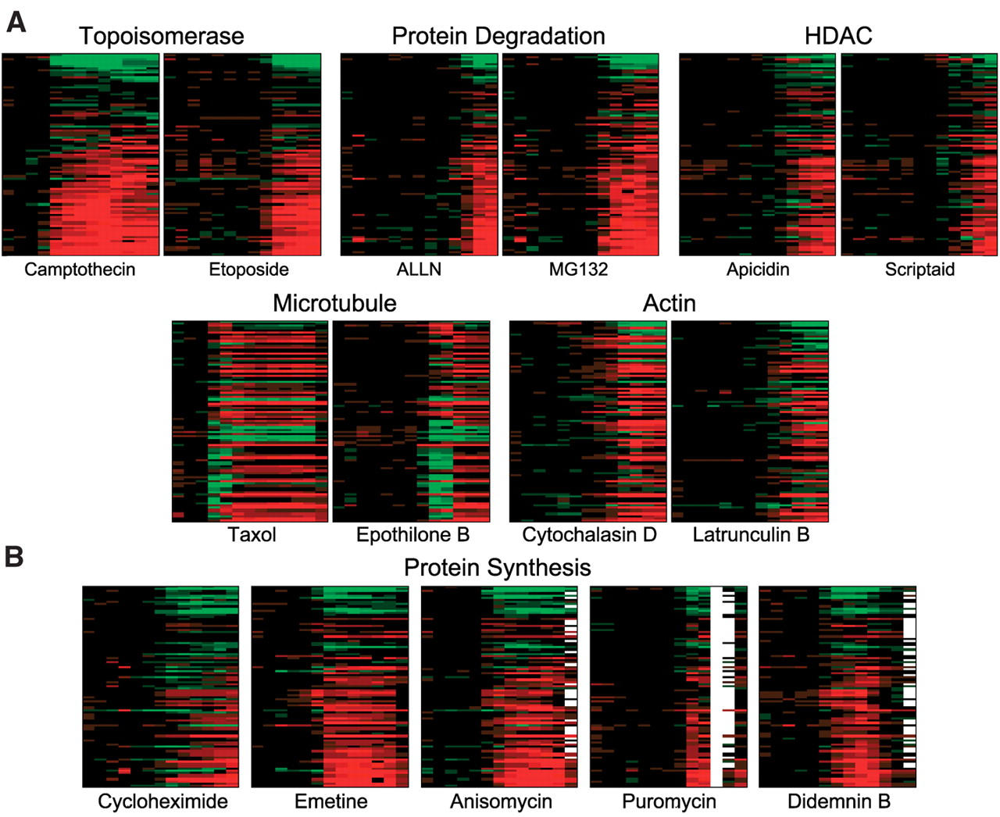 A
Topoisomerase
Protein Degradation
HDAC
Camptothecin
Etoposide
ALLN
MG132
Apicidin
Scriptaid
Microtubule
Actin
Taxol
Epothilone B
Cytochalasin D
Latrunculin B
B
Protein Synthesis
Cycloheximide
Emetine
Anisomycin
Puromycin
Didemnin B